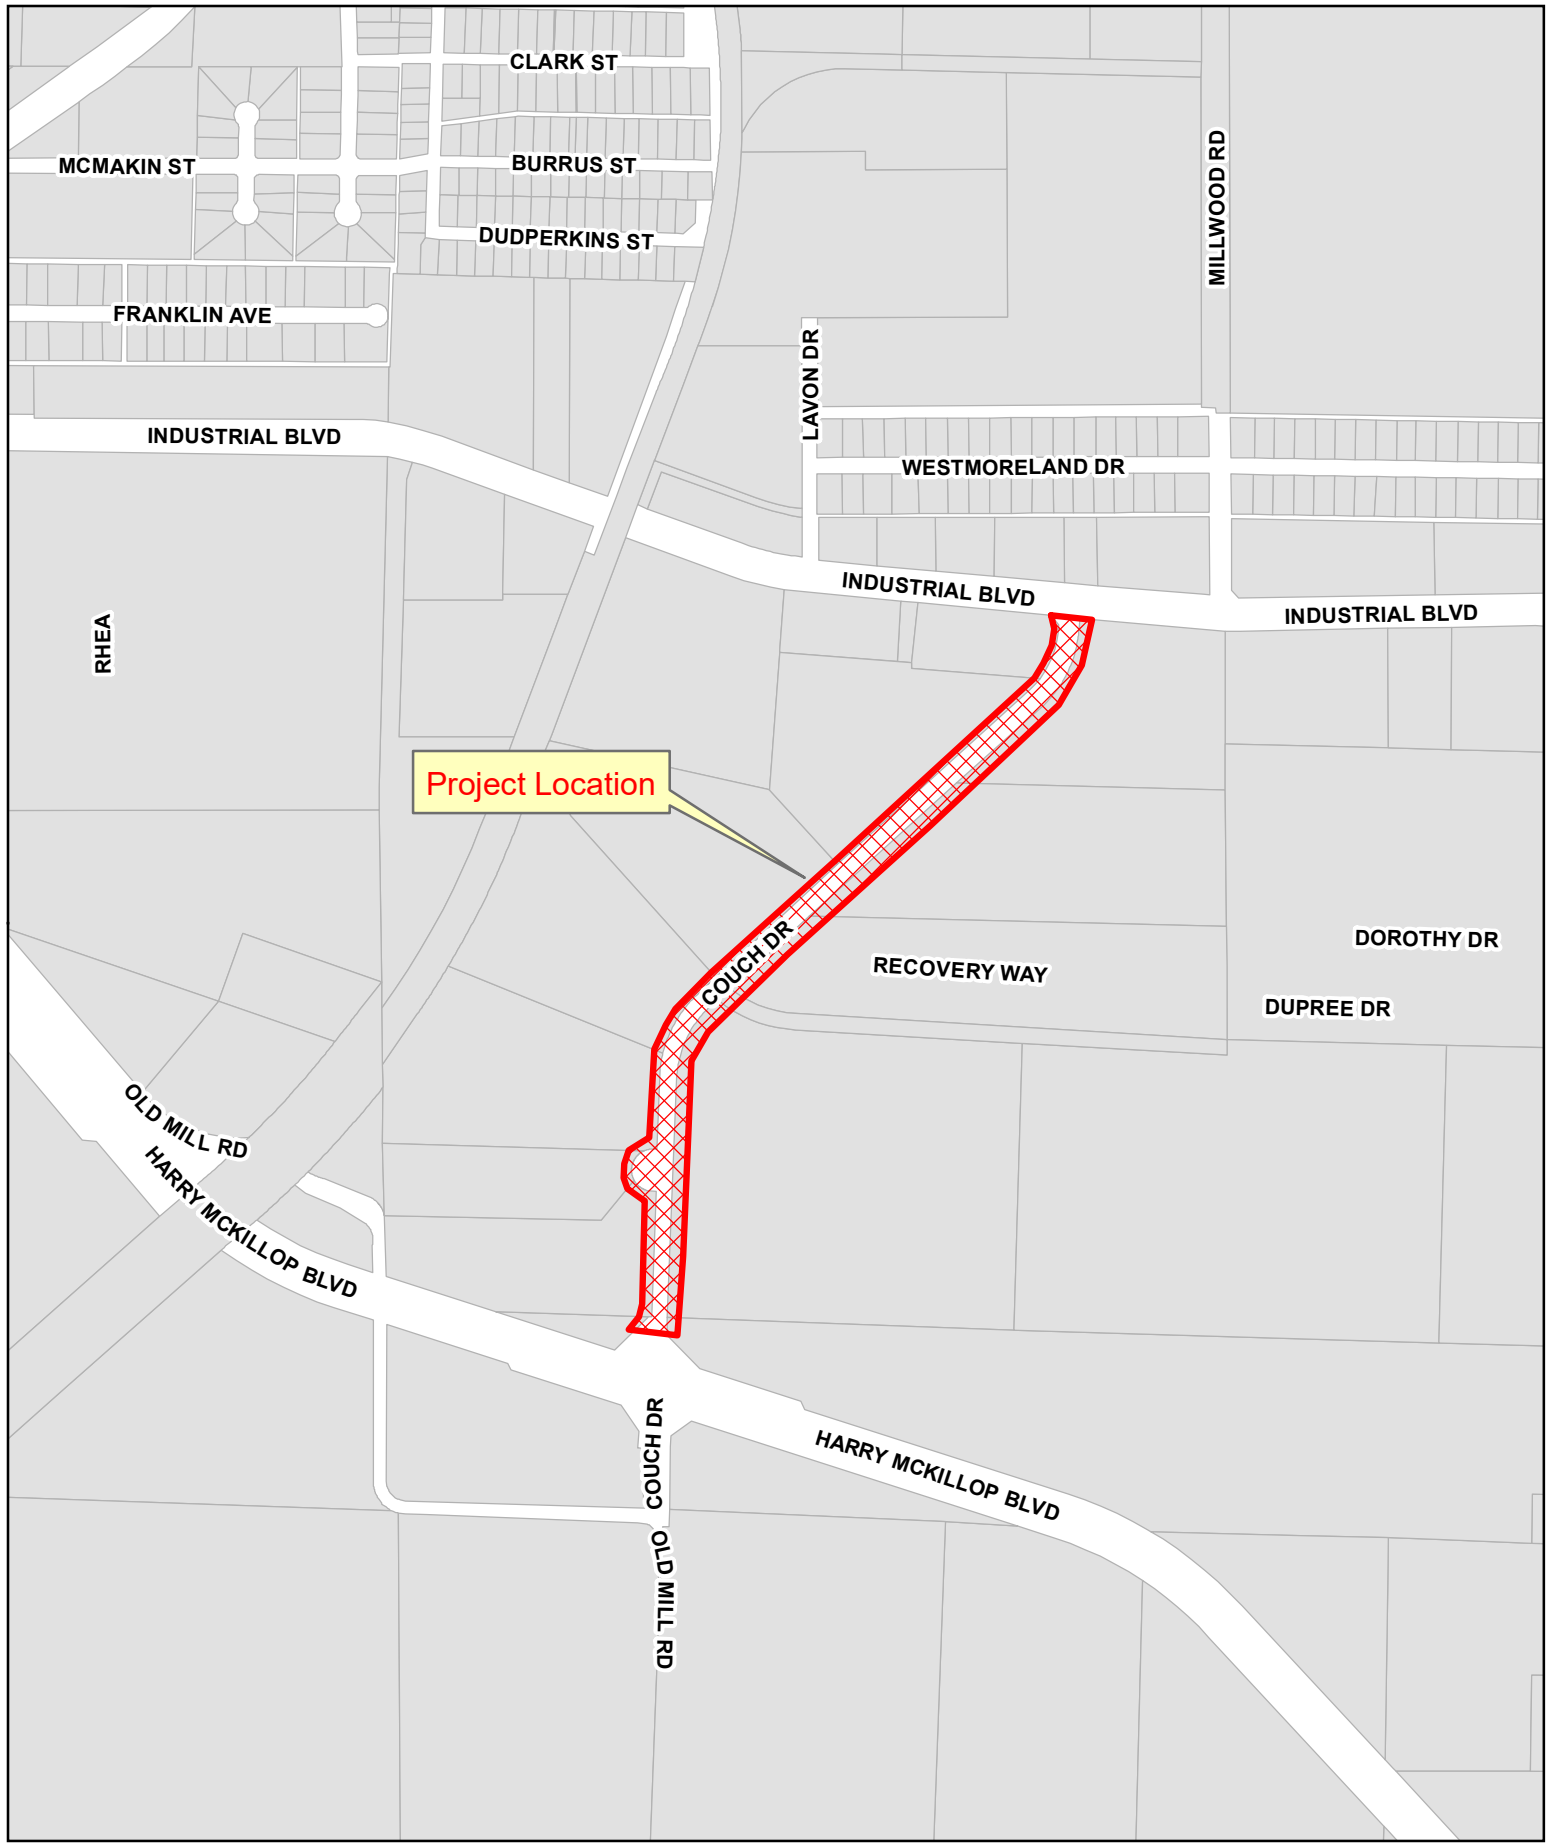 CLARK ST
MCMAKIN ST
BURRUS ST
MILLWOOD RD
DUDPERKINS ST
FRANKLIN AVE
LAVON DR
INDUSTRIAL BLVD
WESTMORELAND DR
INDUSTRIAL BLVD
INDUSTRIAL BLVD
RHEA
Project Location
COUCH DR
DOROTHY DR
RECOVERY WAY
DUPREE DR
OLD MILL RD
HARRY MCKILLOP BLVD
COUCH DR
HARRY MCKILLOP BLVD
OLD MILL RD